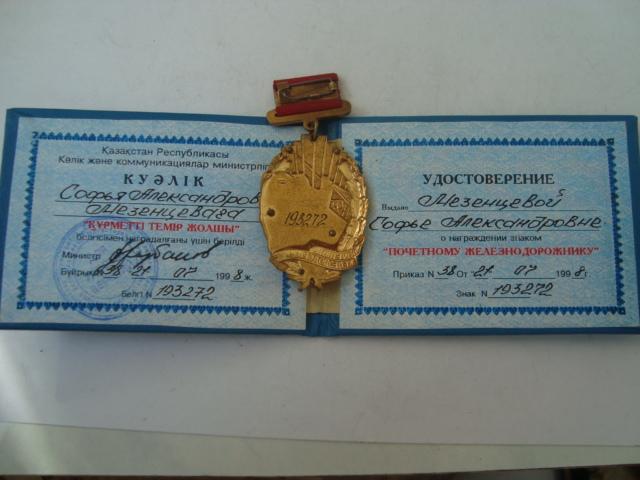 Қазақстан Республикасы
Көлік және коммуникациялар министрлігі
КУӘЛІК
Софья Александров
Мезенцеваға
"ҚҰРМЕТТІ ТЕМІР ЖОЛШЫ"
белгісімен наградалғаны үшін берілді
Министр
Бұйрық 38 21 07 1998 ж.
Белгі N 193272
193272
УДОСТОВЕРЕНИЕ
Выдано Мезенцевой
Софье Александровне
о награждении знаком
"ПОЧЕТНОМУ ЖЕЛЕЗНОДОРОЖНИКУ"
Приказ N 38 От "21" 07 1998 г.
Знак N 193272